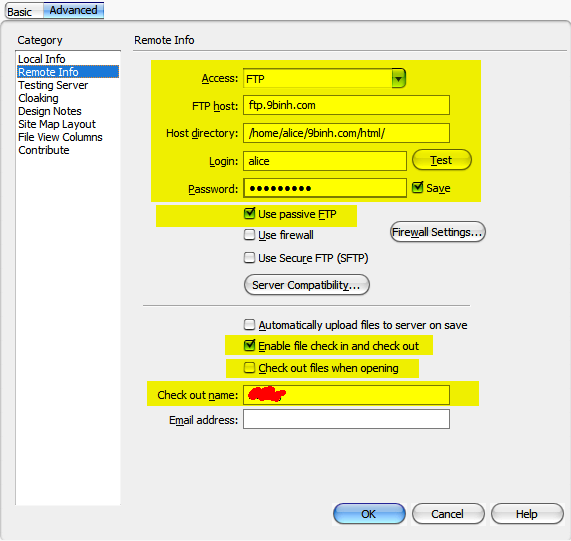 Basic Advanced
Category
Local Info
Remote Info
Testing Server
Cloaking
Design Notes
Site Map Layout
File View Columns
Contribute
Remote Info
Access: FTP
FTP host: ftp.9binh.com
Host directory: /home/alice/9binh.com/html/
Login: alice Test
Password: ●●●●●●●●● Save
Use passive FTP
Use firewall Firewall Settings...
Use Secure FTP (SFTP)
Server Compatibility...
Automatically upload files to server on save
Enable file check in and check out
Check out files when opening
Check out name:
Email address:
OK Cancel Help